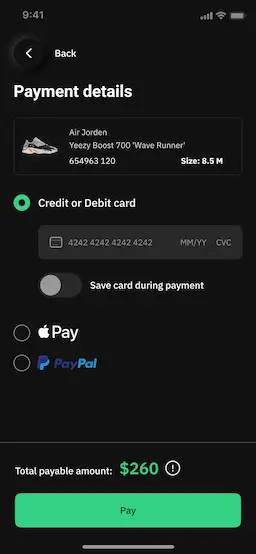 9:41
Back
Payment details
Air Jorden
Yeezy Boost 700 'Wave Runner'
654963 120 Size: 8.5 M
Credit or Debit card
4242 4242 4242 4242 MM/YY CVC
Save card during payment
Pay
PayPal
Total payable amount: $260
Pay